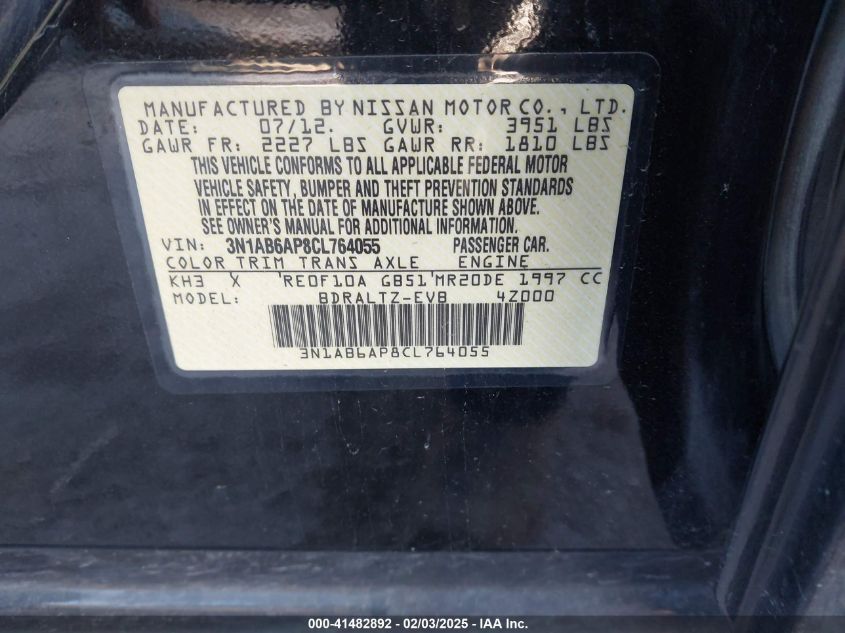 MANUFACTURED BY NISSAN MOTOR CO., LTD.
DATE: 07/12. GVWR: 3951 LBS
GAWR FR: 2227 LBS GAWR RR: 1810 LBS
THIS VEHICLE CONFORMS TO ALL APPLICABLE FEDERAL MOTOR
VEHICLE SAFETY, BUMPER AND THEFT PREVENTION STANDARDS
IN EFFECT ON THE DATE OF MANUFACTURE SHOWN ABOVE.
SEE OWNER'S MANUAL FOR ADDITIONAL INFORMATION.
VIN: 3N1AB6AP8CL764055 PASSENGER CAR.
COLOR TRIM TRANS AXLE ENGINE
KH3 X RE0F10A GB51 MR20DE 1997 CC
MODEL: BDRALTZ-EVB 4Z000
3N1AB6AP8CL764055
000-41482892 - 02/03/2025 - IAA Inc.